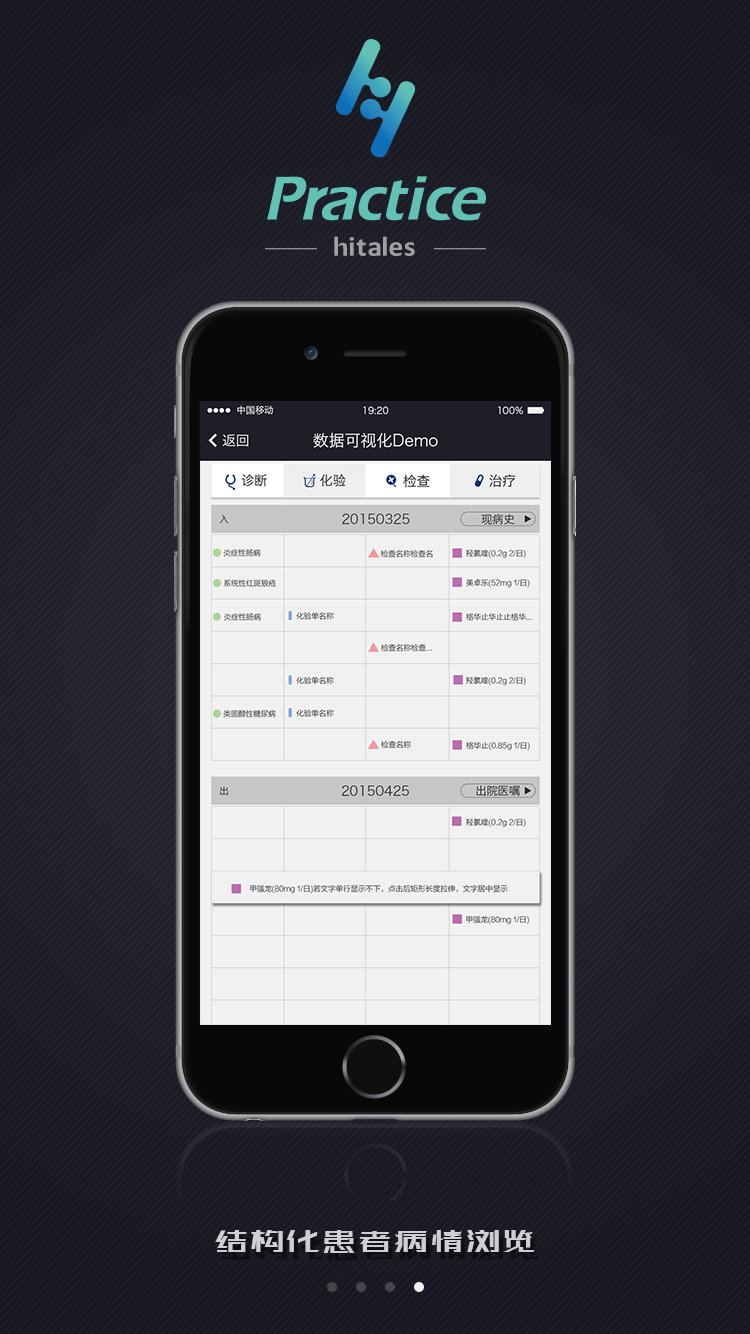 Practice
hitales
中国移动 19:20 100%
返回 数据可视化Demo
诊断 化验 检查 治疗
入 20150325 现病史
炎症性肠病 检查名称检查名 羟氯喹(0.2g 2/日)
系统性红斑狼疮 美卓乐(52mg 1/日)
炎症性肠病 化验单名称 格华止华止止格华...
检查名称检查...
化验单名称 羟氯喹(0.2g 2/日)
类固醇性糖尿病 化验单名称
检查名称 格华止(0.85g 1/日)
出 20150425 出院医嘱
羟氯喹(0.2g 2/日)
甲强龙(80mg 1/日)若文字单行显示不下，点击后矩形长度拉伸，文字居中显示
甲强龙(80mg 1/日)
结构化患者病情浏览